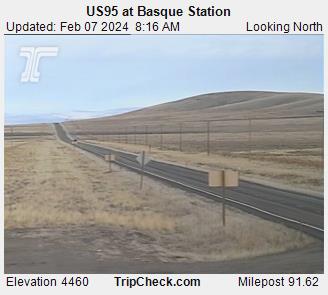 US95 at Basque Station
Updated: Feb 07 2024 8:16 AM Looking North
Elevation 4460 TripCheck.com Milepost 91.62